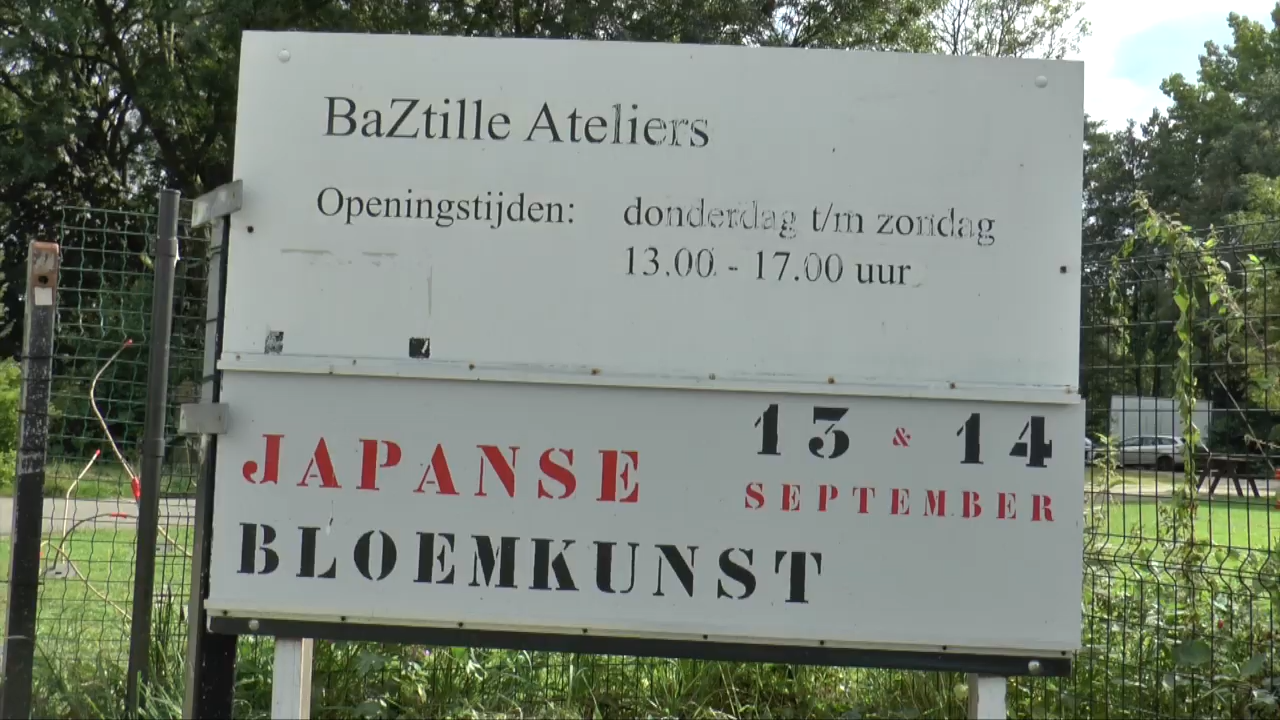 BaZtille Ateliers
Openingstijden: donderdag t/m zondag
13.00 - 17.00 uur
JAPANSE 13 & 14
SEPTEMBER
BLOEMKUNST